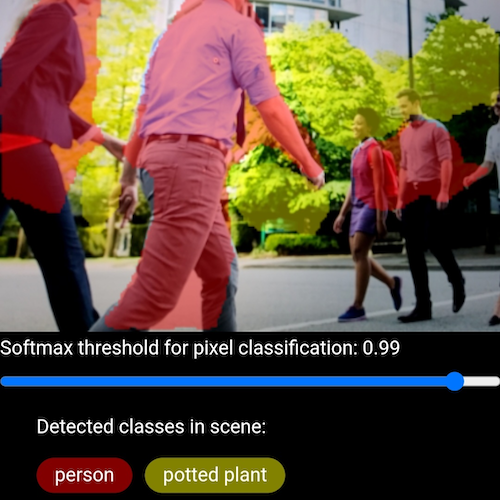 Softmax threshold for pixel classification: 0.99
Detected classes in scene:
person
potted plant